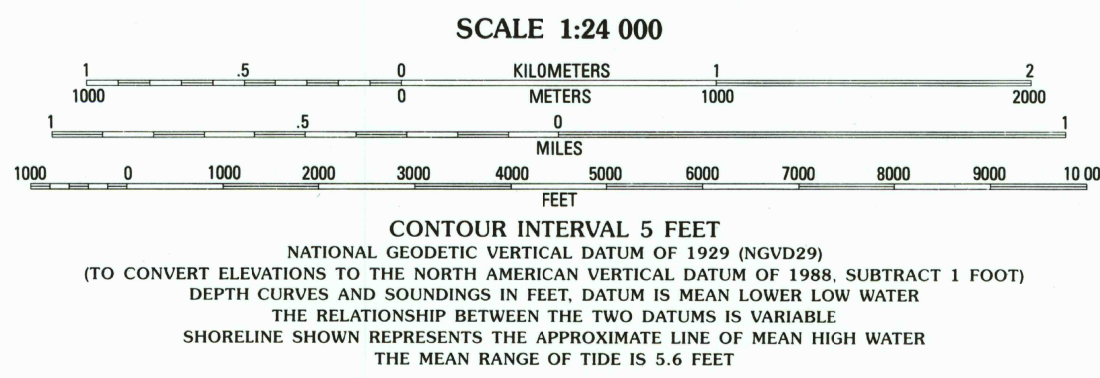 SCALE 1:24 000
1 .5 0 KILOMETERS 1 2
1000 0 METERS 1000 2000
1 .5 0 1
MILES
1000 0 1000 2000 3000 4000 5000 6000 7000 8000 9000 10 00
FEET
CONTOUR INTERVAL 5 FEET
NATIONAL GEODETIC VERTICAL DATUM OF 1929 (NGVD29)
(TO CONVERT ELEVATIONS TO THE NORTH AMERICAN VERTICAL DATUM OF 1988, SUBTRACT 1 FOOT)
DEPTH CURVES AND SOUNDINGS IN FEET, DATUM IS MEAN LOWER LOW WATER
THE RELATIONSHIP BETWEEN THE TWO DATUMS IS VARIABLE
SHORELINE SHOWN REPRESENTS THE APPROXIMATE LINE OF MEAN HIGH WATER
THE MEAN RANGE OF TIDE IS 5.6 FEET